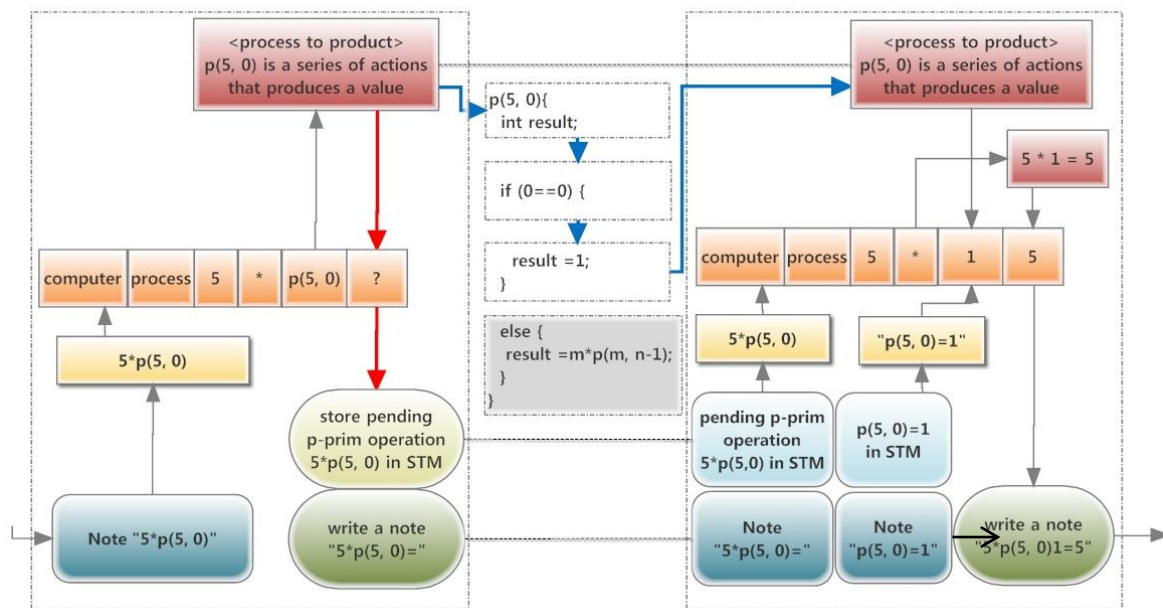 <process to product>
p(5, 0) is a series of actions
that produces a value
computer
process
5
*
p(5, 0)
?
5*p(5, 0)
store pending
p-prim operation
5*p(5, 0) in STM
Note "5*p(5, 0)"
write a note
"5*p(5, 0)="
p(5, 0){
int result;
if (0==0) {
result =1;
}
else {
result =m*p(m, n-1);
}
}
<process to product>
p(5, 0) is a series of actions
that produces a value
5 * 1 = 5
computer
process
5
*
1
5
5*p(5, 0)
"p(5, 0)=1"
pending p-prim
operation
5*p(5,0) in STM
p(5, 0)=1
in STM
Note
"5*p(5, 0)="
Note
"p(5, 0)=1"
write a note
"5*p(5, 0)1=5"